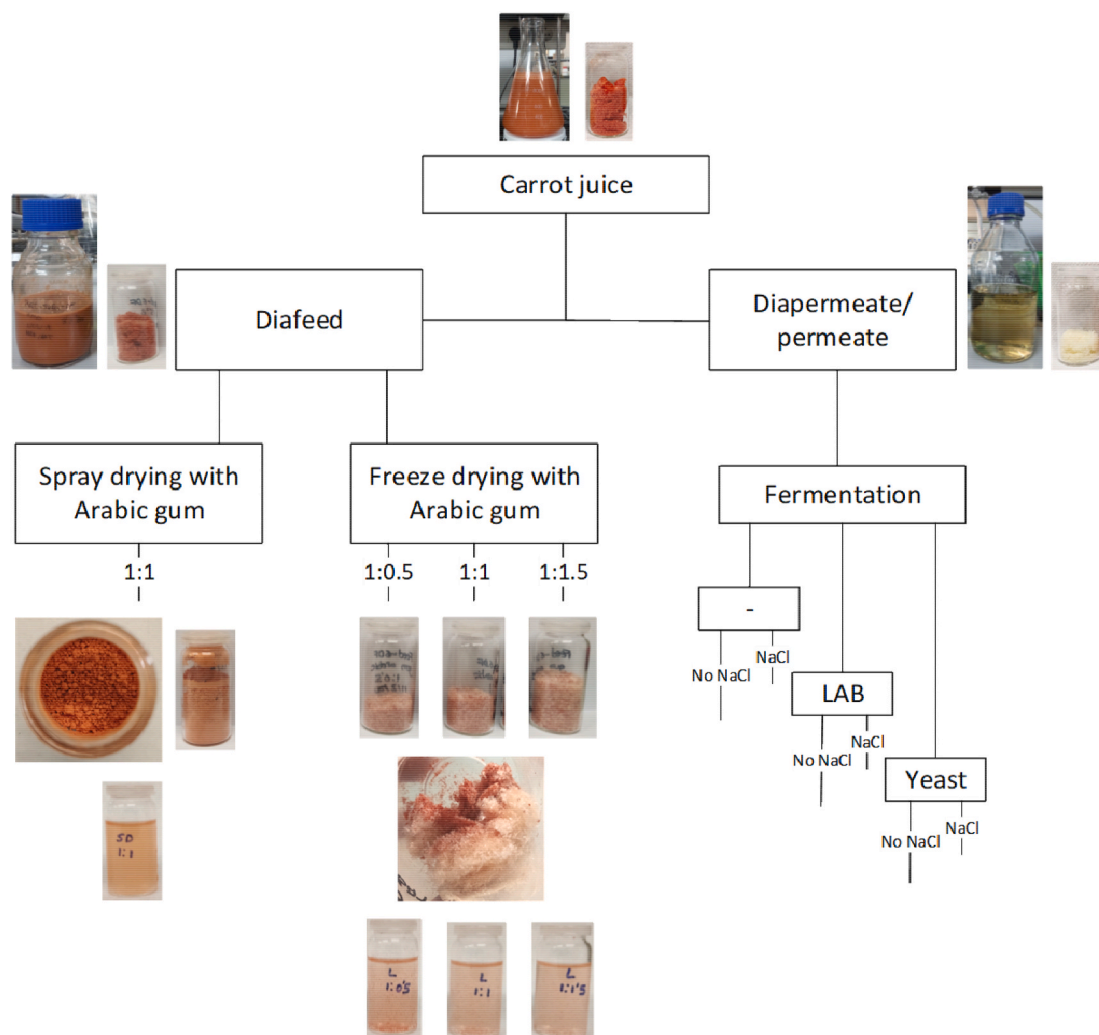 Carrot juice
Diafeed
Diapermeate/
permeate
Spray drying with
Arabic gum
Freeze drying with
Arabic gum
Fermentation
1:1
1:0.5
1:1
1:1.5
-
No NaCl
NaCl
LAB
No NaCl
NaCl
Yeast
No NaCl
NaCl
SD
1:1
L
1:0'5
L
1:1
L
1:1'5